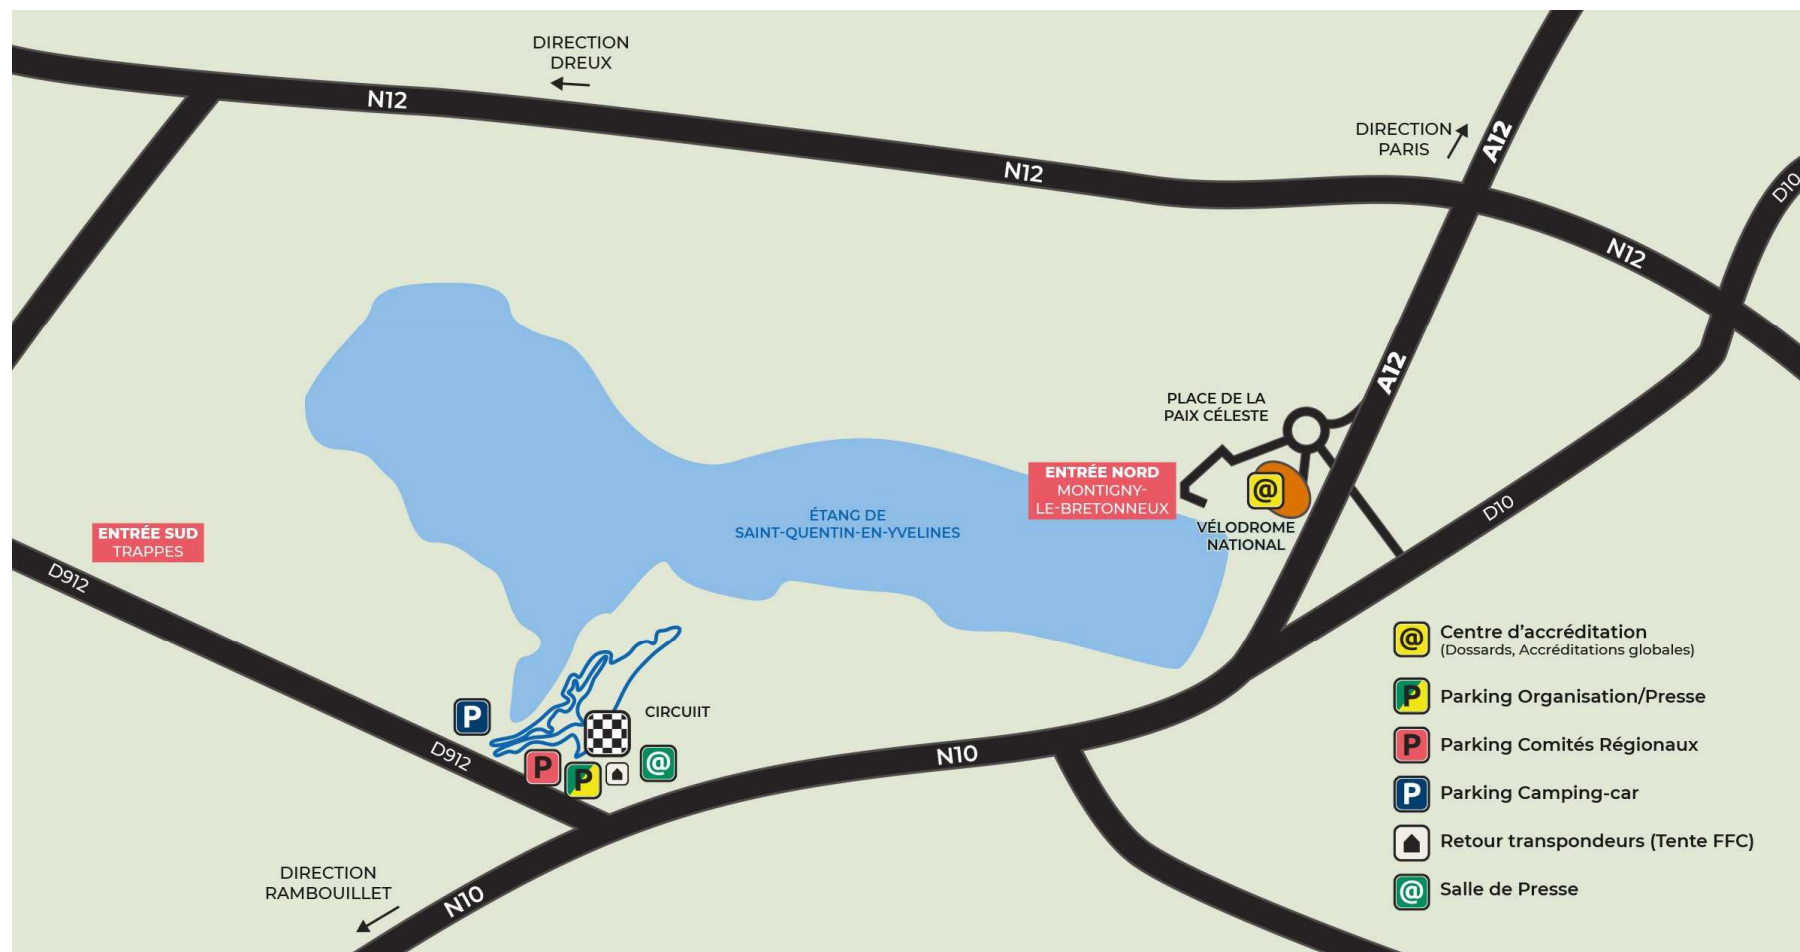 DIRECTION
DREUX
N12
N12
DIRECTION
PARIS
A12
D10
N12
A12
PLACE DE LA
PAIX CÉLESTE
ENTRÉE NORD
MONTIGNY-
LE-BRETONNEUX
@
VÉLODROME
NATIONAL
D10
ÉTANG DE
SAINT-QUENTIN-EN-YVELINES
ENTRÉE SUD
TRAPPES
D912
P
CIRCUIIT
D912
P
P
@
N10
DIRECTION
RAMBOUILLET
N10
@ Centre d'accréditation
(Dossards, Accréditations globales)
P Parking Organisation/Presse
P Parking Comités Régionaux
P Parking Camping-car
Retour transpondeurs (Tente FFC)
@ Salle de Presse